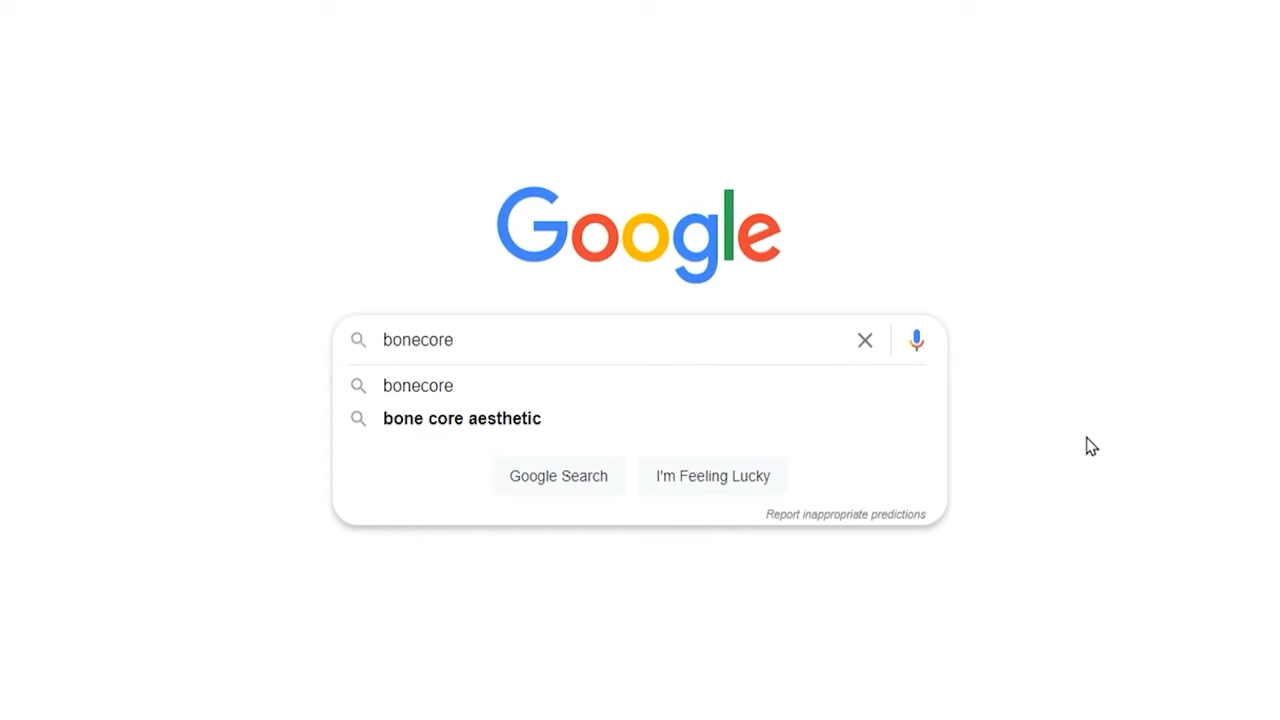 Google
bonecore
bonecore
bone core aesthetic
Google Search
I'm Feeling Lucky
Report inappropriate predictions